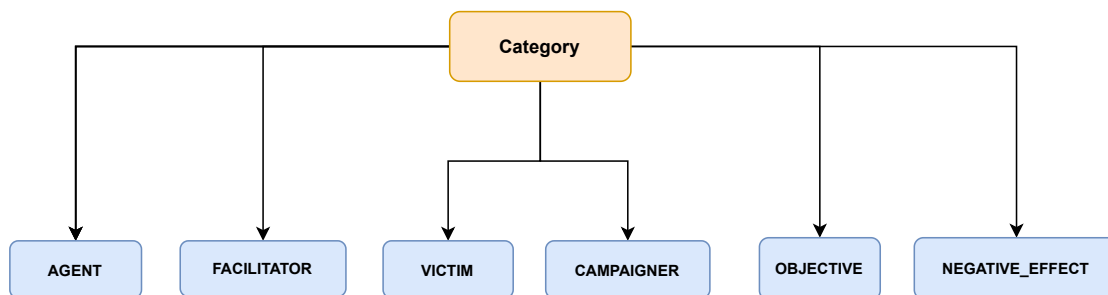 Category
AGENT
FACILITATOR
VICTIM
CAMPAIGNER
OBJECTIVE
NEGATIVE_EFFECT